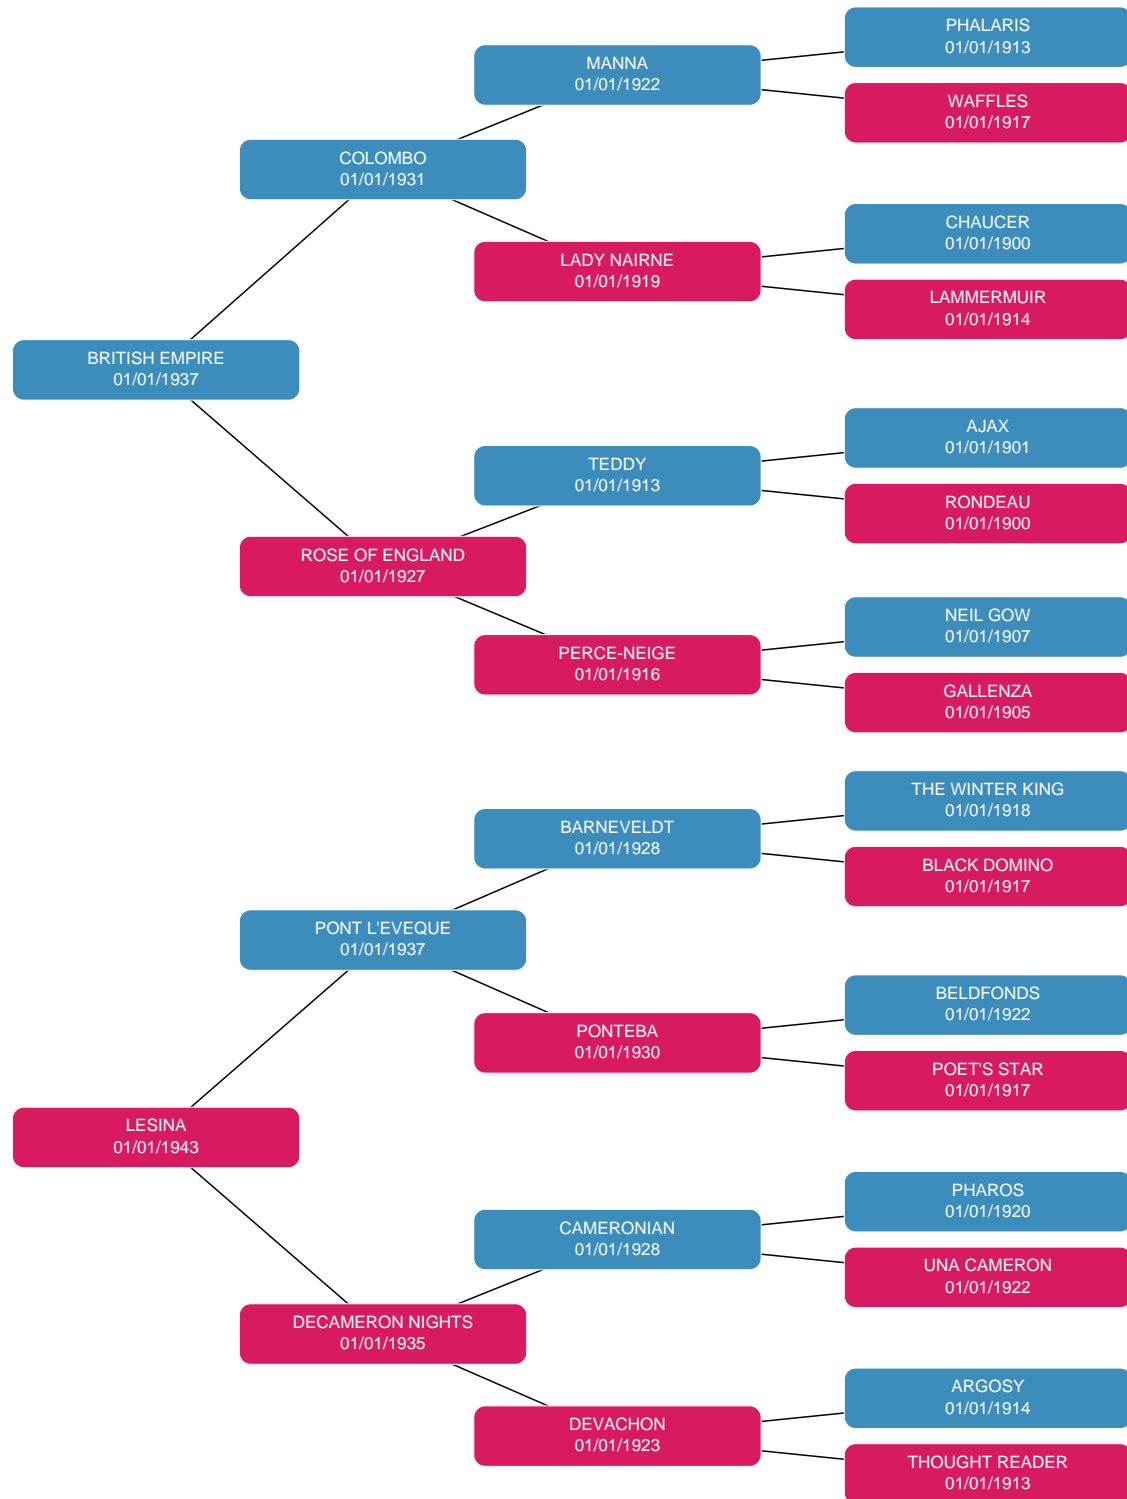 PHALARIS
01/01/1913
MANNA
01/01/1922
WAFFLES
01/01/1917
COLOMBO
01/01/1931
CHAUCER
01/01/1900
LADY NAIRNE
01/01/1919
LAMMERMUIR
01/01/1914
BRITISH EMPIRE
01/01/1937
AJAX
01/01/1901
TEDDY
01/01/1913
RONDEAU
01/01/1900
ROSE OF ENGLAND
01/01/1927
NEIL GOW
01/01/1907
PERCE-NEIGE
01/01/1916
GALLENZA
01/01/1905
THE WINTER KING
01/01/1918
BARNEVELDT
01/01/1928
BLACK DOMINO
01/01/1917
PONT L'EVEQUE
01/01/1937
BELDFONDS
01/01/1922
PONTEBA
01/01/1930
POET'S STAR
01/01/1917
LESINA
01/01/1943
PHAROS
01/01/1920
CAMERONIAN
01/01/1928
UNA CAMERON
01/01/1922
DECAMERON NIGHTS
01/01/1935
ARGOSY
01/01/1914
DEVACHON
01/01/1923
THOUGHT READER
01/01/1913